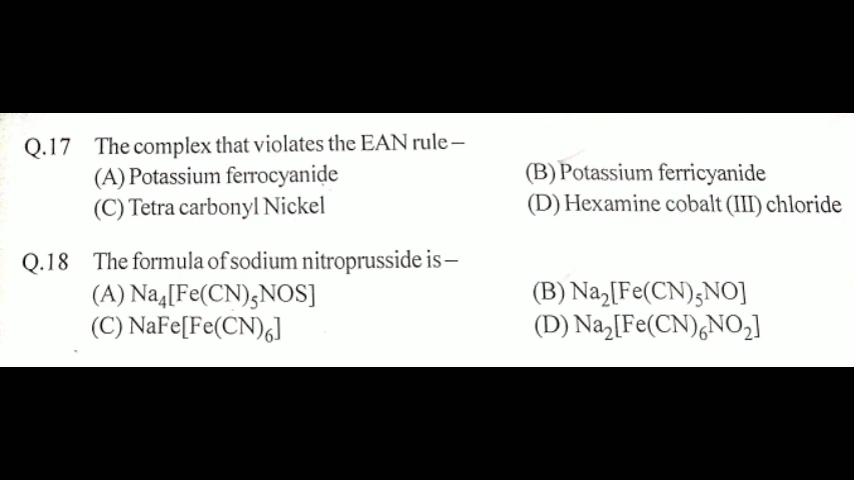 Q.17 The complex that violates the EAN rule–
(A) Potassium ferrocyanide (B) Potassium ferricyanide
(C) Tetra carbonyl Nickel (D) Hexamine cobalt (III) chloride
Q.18 The formula of sodium nitroprusside is–
(A) Na₄[Fe(CN)₅NOS] (B) Na₂[Fe(CN)₅NO]
(C) NaFe[Fe(CN)₆] (D) Na₂[Fe(CN)₆NO₂]